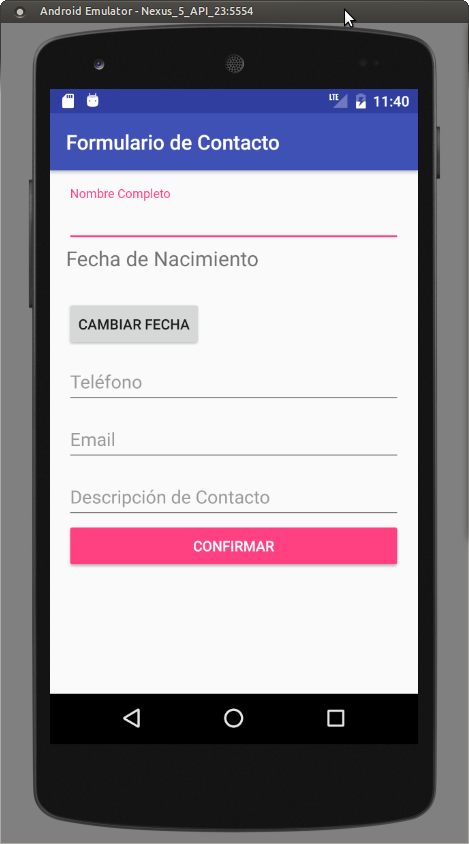 Android Emulator - Nexus_5_API_23:5554
LTE 11:40
Formulario de Contacto
Nombre Completo
Fecha de Nacimiento
CAMBIAR FECHA
Teléfono
Email
Descripción de Contacto
CONFIRMAR